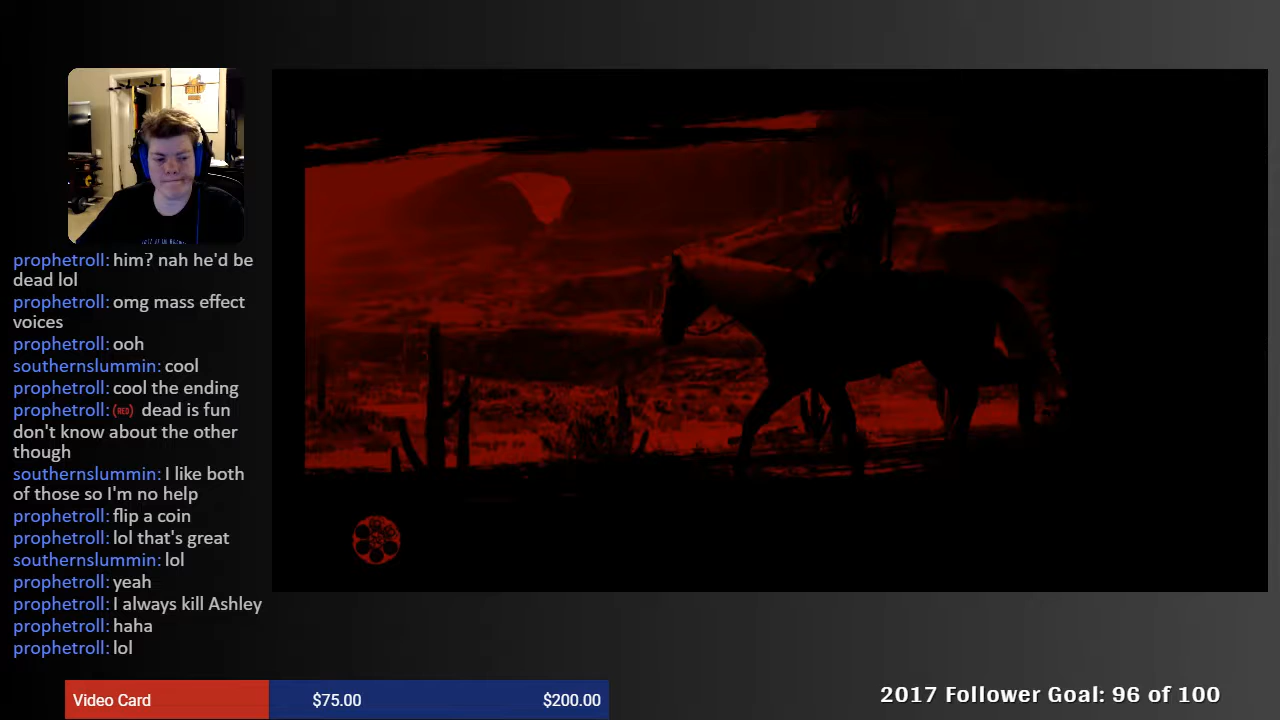 prophetroll: him? nah he'd be
dead lol
prophetroll: omg mass effect
voices
prophetroll: ooh
southernslummin: cool
prophetroll: cool the ending
prophetroll: (RED) dead is fun
don't know about the other
though
southernslummin: I like both
of those so I'm no help
prophetroll: flip a coin
prophetroll: lol that's great
southernslummin: lol
prophetroll: yeah
prophetroll: I always kill Ashley
prophetroll: haha
prophetroll: lol
Video Card $75.00 $200.00
2017 Follower Goal: 96 of 100